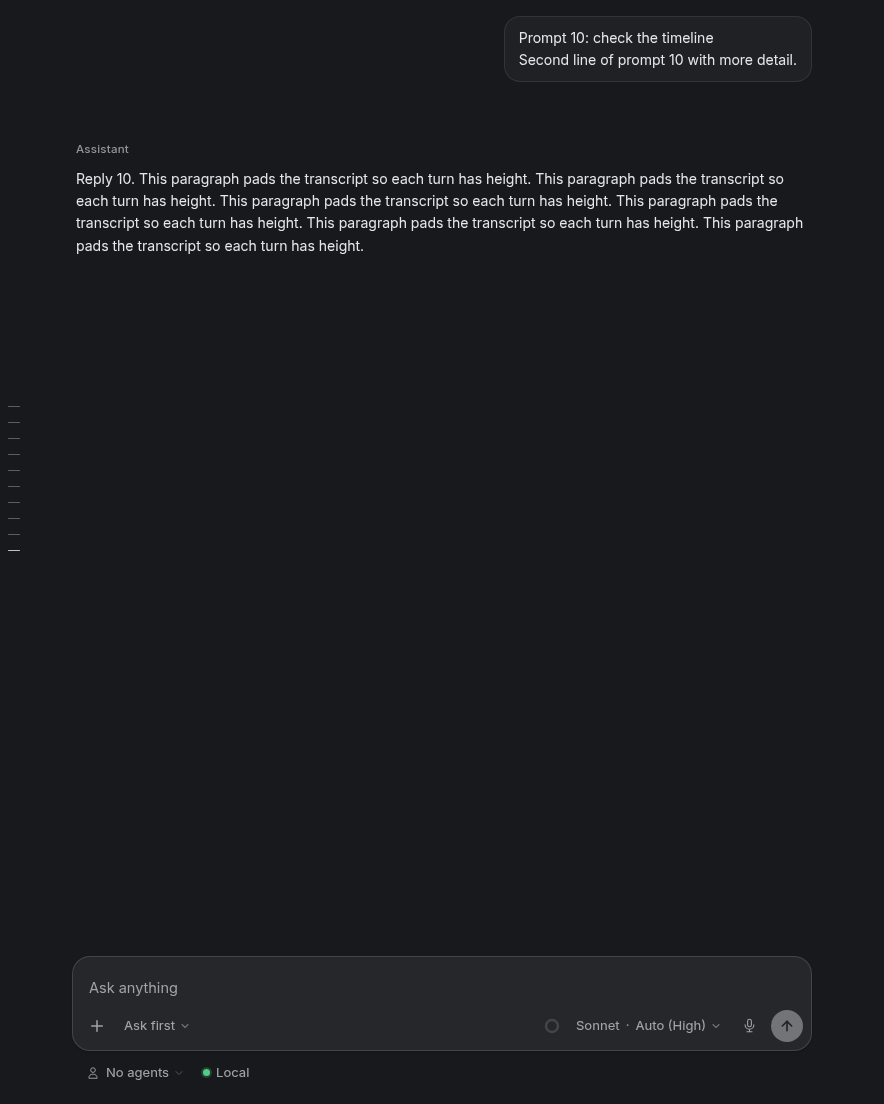 Prompt 10: check the timeline
Second line of prompt 10 with more detail.
Assistant
Reply 10. This paragraph pads the transcript so each turn has height. This paragraph pads the transcript so
each turn has height. This paragraph pads the transcript so each turn has height. This paragraph pads the
transcript so each turn has height. This paragraph pads the transcript so each turn has height. This paragraph
pads the transcript so each turn has height.
Ask anything
Ask first
Sonnet · Auto (High)
No agents
Local